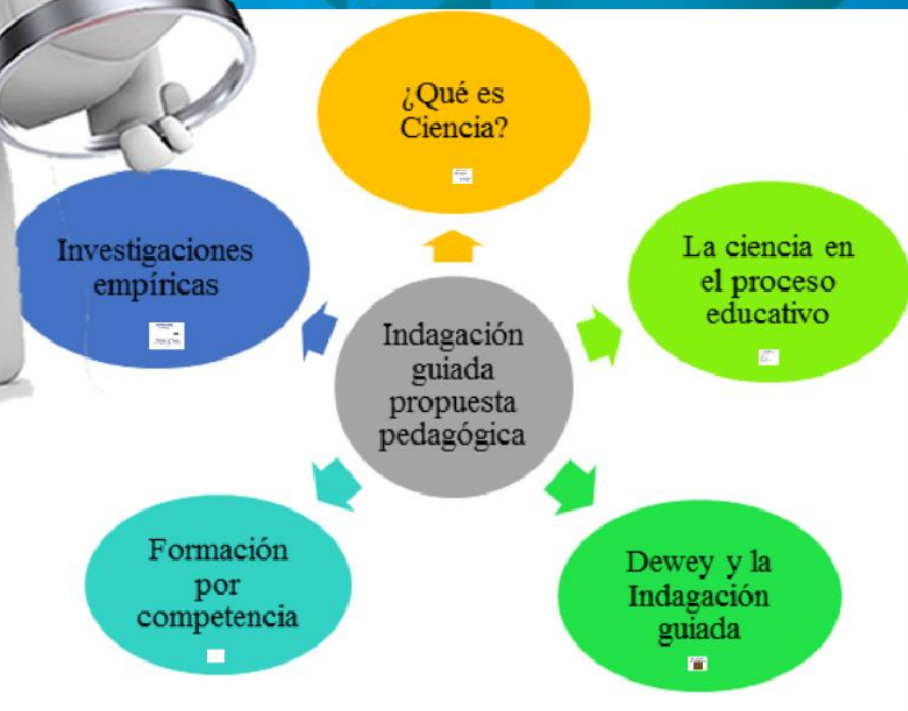 ¿Qué es
Ciencia?
Investigaciones
empíricas
La ciencia en
el proceso
educativo
Indagación
guiada
propuesta
pedagógica
Formación
por
competencia
Dewey y la
Indagación
guiada